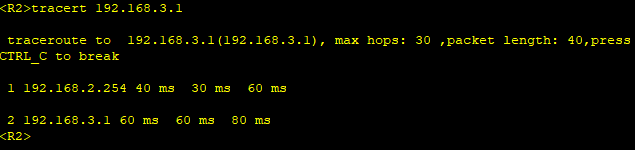 <R2>tracert 192.168.3.1
traceroute to  192.168.3.1(192.168.3.1), max hops: 30 ,packet length: 40,press
CTRL_C to break
1 192.168.2.254 40 ms  30 ms  60 ms
2 192.168.3.1 60 ms  60 ms  80 ms
<R2>